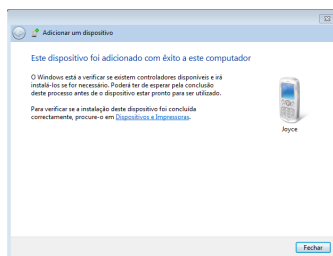 Adicionar um dispositivo
Este dispositivo foi adicionado com êxito a este computador
O Windows está a verificar se existem controladores disponíveis e irá
instalá-los se for necessário. Poderá ter de esperar pela conclusão
deste processo antes de o dispositivo estar pronto para ser utilizado.
Para verificar se a instalação deste dispositivo foi concluída
correctamente, procure-o em Dispositivos e Impressoras.
Joyce
Fechar